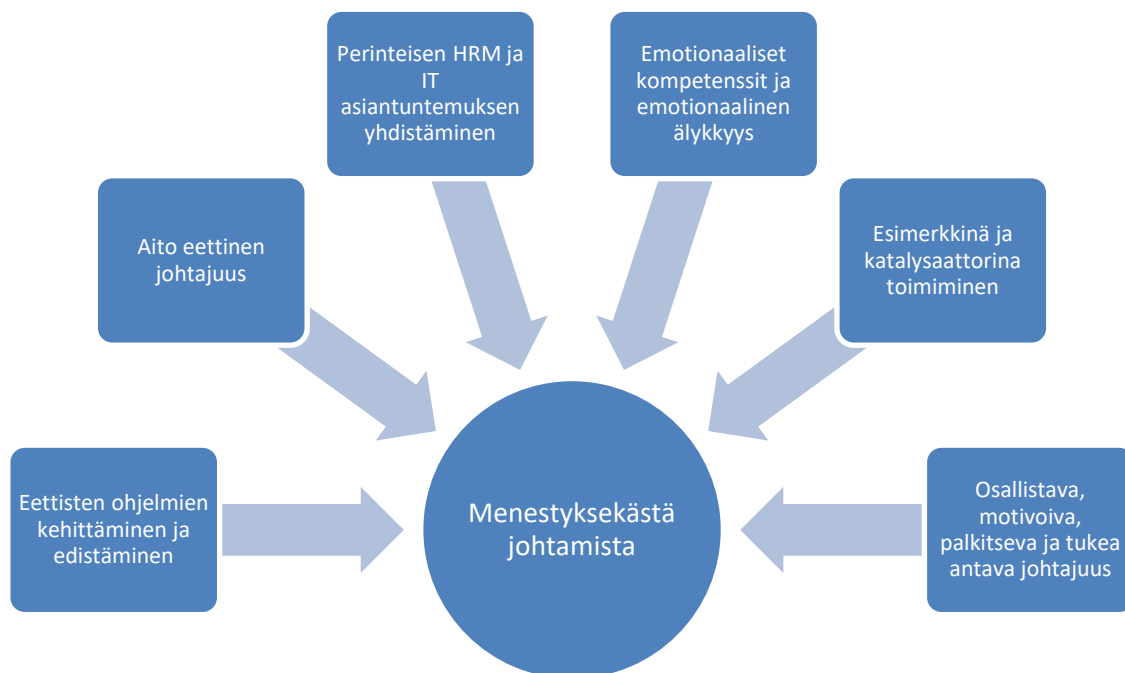 Perinteisen HRM ja
IT
asiantuntemuksen
yhdistäminen
Emotionaaliset
kompetenssit ja
emotionaalinen
älykkyys
Aito eettinen
johtajuus
Esimerkkinä ja
katalysaattorina
toimiminen
Eettisten ohjelmien
kehittäminen ja
edistäminen
Menestyksekästä
johtamista
Osallistava,
motivoiva,
palkitseva ja tukea
antava johtajuus